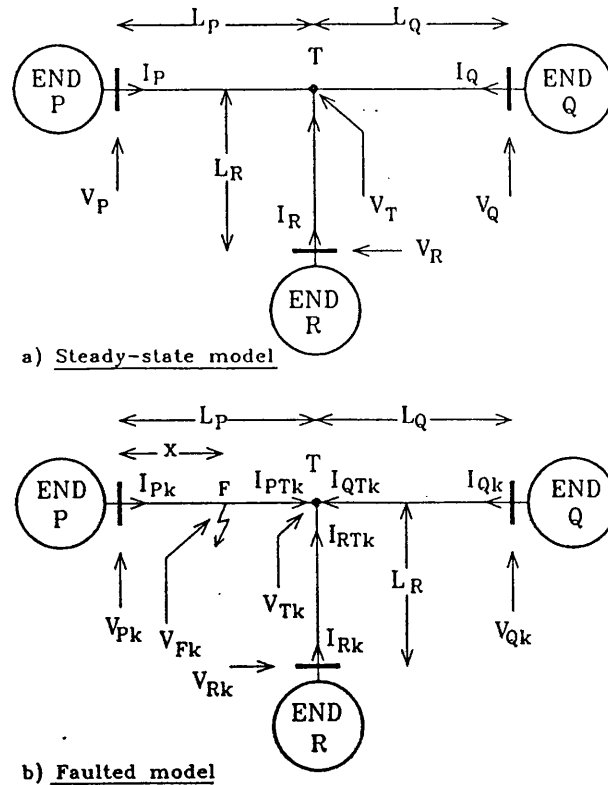 L_P L_Q
END P I_P T I_Q END Q
L_R
V_P I_R V_T V_Q
V_R
END R
a) Steady-state model
L_P L_Q
x
END P I_Pk F I_PTk T I_QTk I_Qk END Q
I_RTk
L_R
V_Pk V_Fk V_Tk V_Qk
I_Rk
V_Rk
END R
b) Faulted model